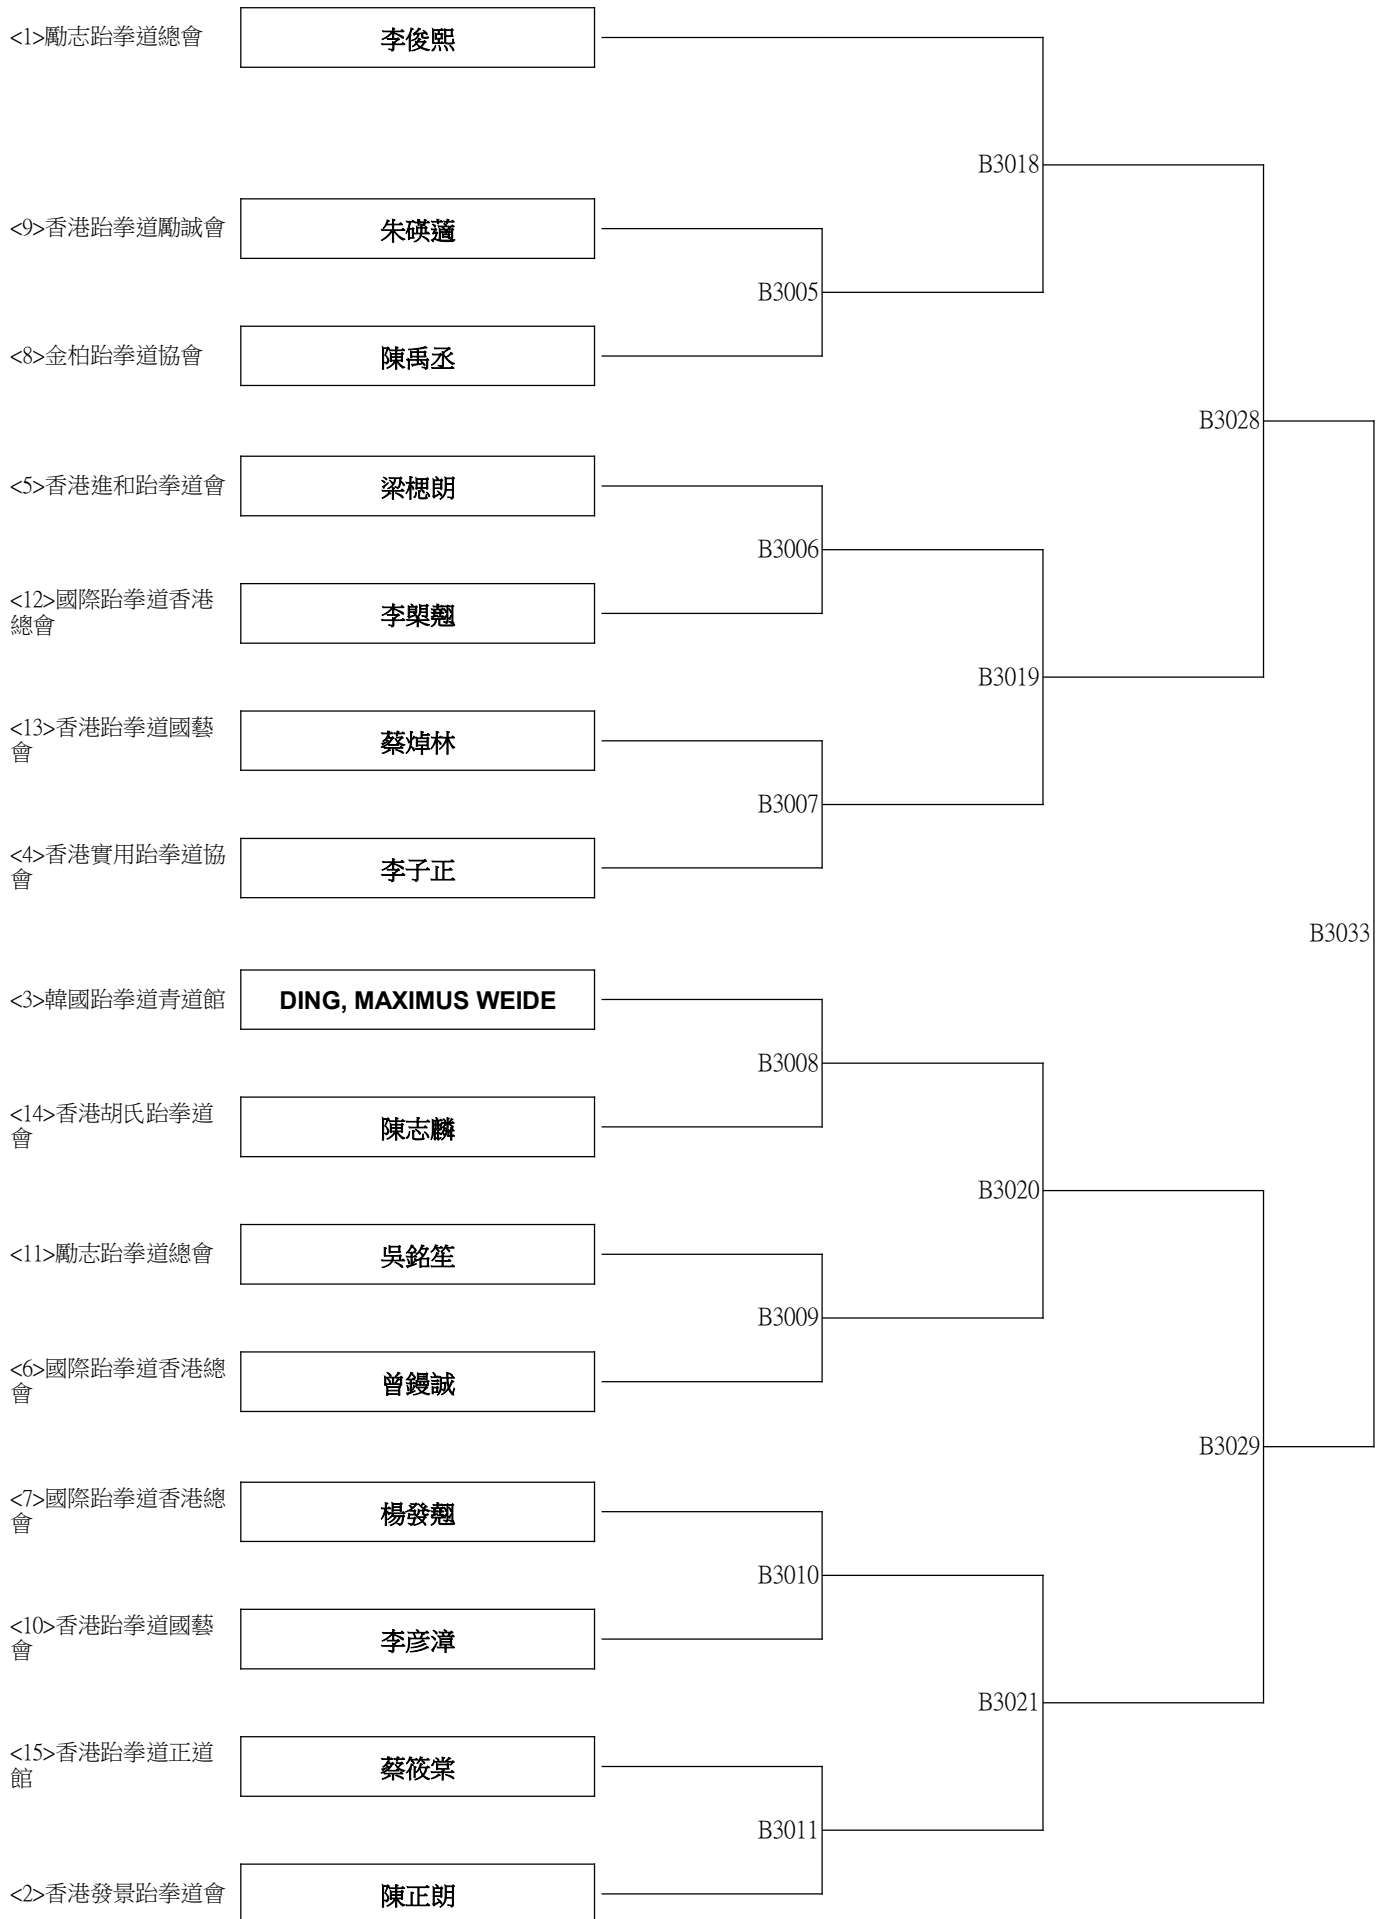 <1>勵志跆拳道總會
李俊熙
B3018
<9>香港跆拳道勵誠會
朱碤薳
B3005
<8>金柏跆拳道協會
陳禹丞
B3028
<5>香港進和跆拳道會
梁楒朗
B3006
<12>國際跆拳道香港
總會
李槼翹
B3019
<13>香港跆拳道國藝
會
蔡焯林
B3007
<4>香港實用跆拳道協
會
李子正
B3033
<3>韓國跆拳道青道館
DING, MAXIMUS WEIDE
B3008
<14>香港胡氏跆拳道
會
陳志麟
B3020
<11>勵志跆拳道總會
吳銘笙
B3009
<6>國際跆拳道香港總
會
曾鏝誠
B3029
<7>國際跆拳道香港總
會
楊發翹
B3010
<10>香港跆拳道國藝
會
李彥漳
B3021
<15>香港跆拳道正道
館
蔡筱棠
B3011
<2>香港發景跆拳道會
陳正朗